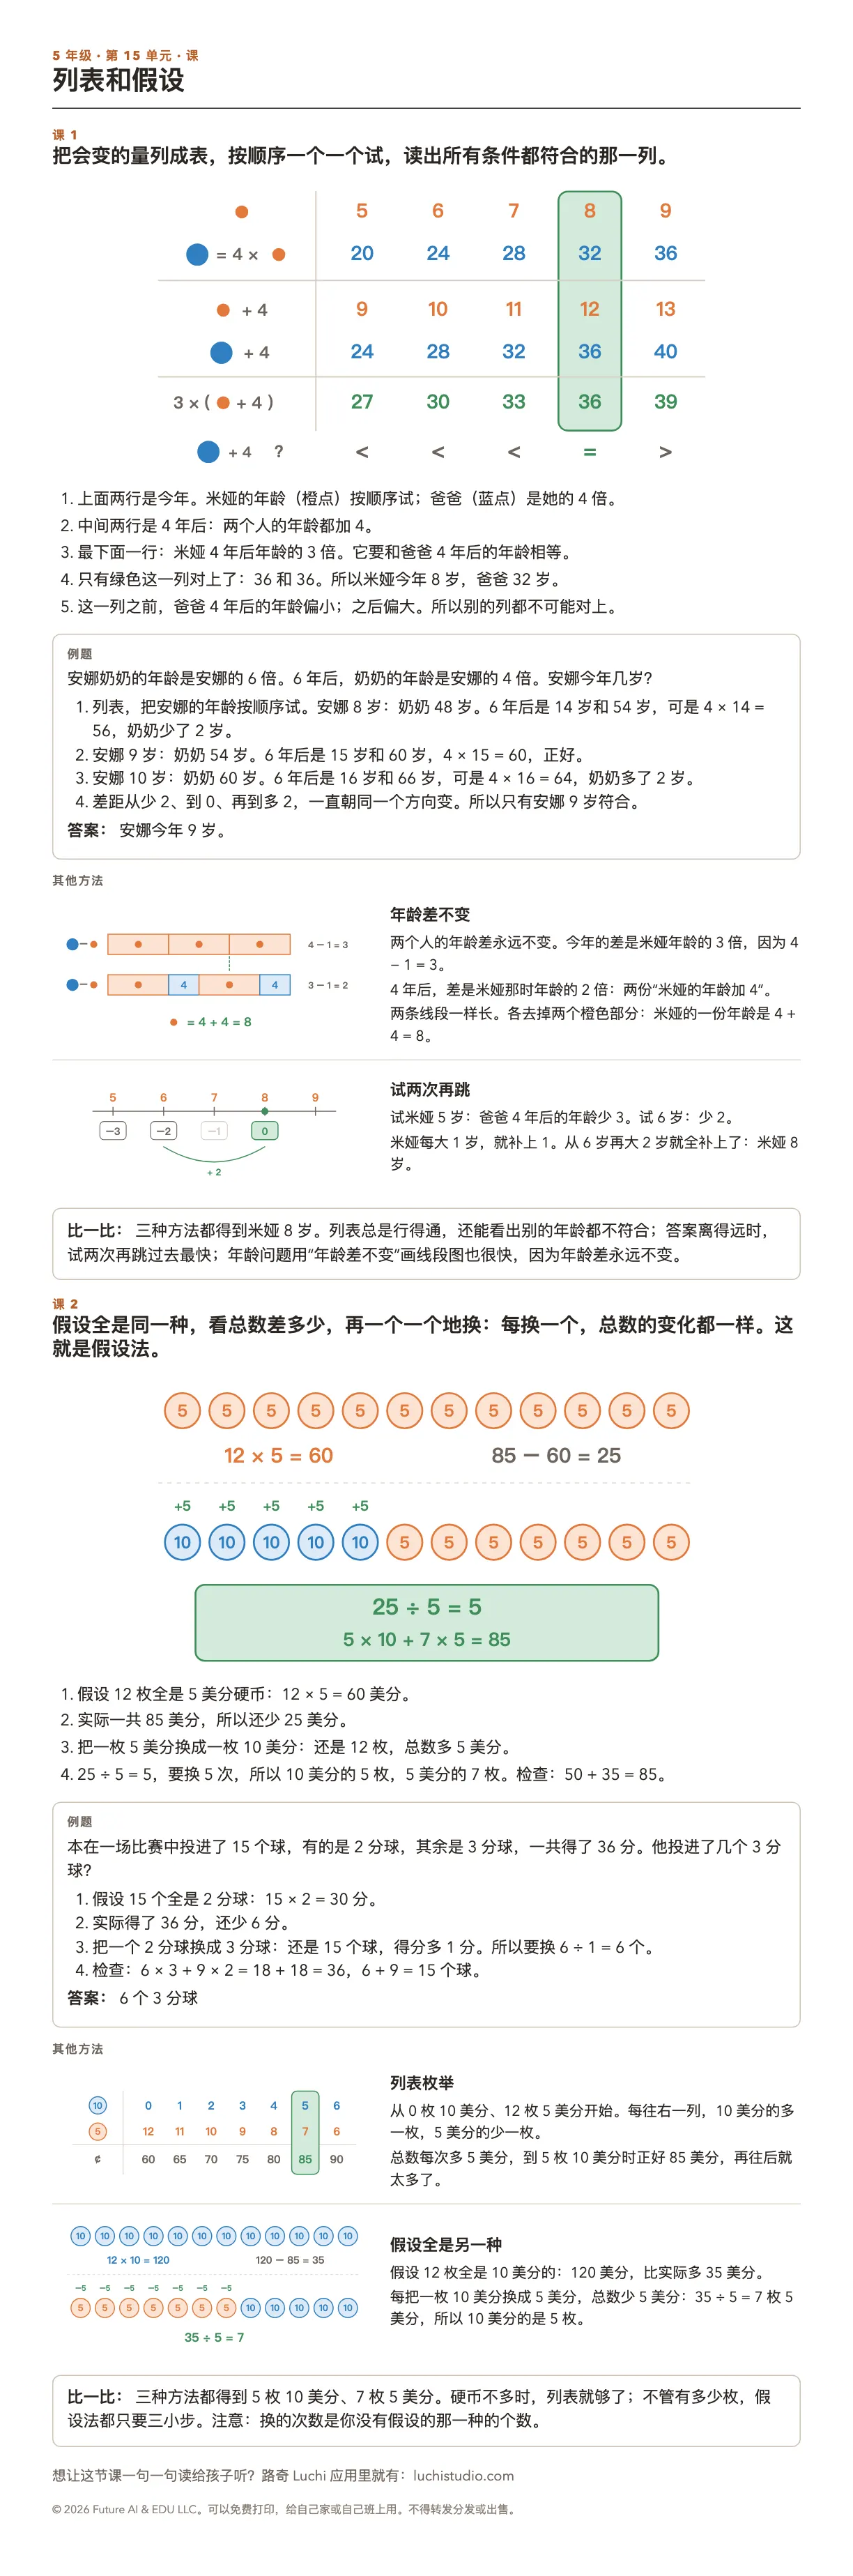 5 年级 · 第 15 单元 · 课
列表和假设
课 1
把会变的量列成表，按顺序一个一个试，读出所有条件都符合的那一列。
5 6 7 8 9
= 4 × 20 24 28 32 36
+ 4 9 10 11 12 13
+ 4 24 28 32 36 40
3 × ( + 4 ) 27 30 33 36 39
+ 4 ? < < < = >
1. 上面两行是今年。米娅的年龄（橙点）按顺序试；爸爸（蓝点）是她的 4 倍。
2. 中间两行是 4 年后：两个人的年龄都加 4。
3. 最下面一行：米娅 4 年后年龄的 3 倍。它要和爸爸 4 年后的年龄相等。
4. 只有绿色这一列对上了：36 和 36。所以米娅今年 8 岁，爸爸 32 岁。
5. 这一列之前，爸爸 4 年后的年龄偏小；之后偏大。所以别的列都不可能对上。
例题
安娜奶奶的年龄是安娜的 6 倍。6 年后，奶奶的年龄是安娜的 4 倍。安娜今年几岁？
1. 列表，把安娜的年龄按顺序试。安娜 8 岁：奶奶 48 岁。6 年后是 14 岁和 54 岁，可是 4 × 14 =
56，奶奶少了 2 岁。
2. 安娜 9 岁：奶奶 54 岁。6 年后是 15 岁和 60 岁，4 × 15 = 60，正好。
3. 安娜 10 岁：奶奶 60 岁。6 年后是 16 岁和 66 岁，可是 4 × 16 = 64，奶奶多了 2 岁。
4. 差距从少 2、到 0、再到多 2，一直朝同一个方向变。所以只有安娜 9 岁符合。
答案： 安娜今年 9 岁。
其他方法
− 4 − 1 = 3
− 4 4 3 − 1 = 2
= 4 + 4 = 8
年龄差不变
两个人的年龄差永远不变。今年的差是米娅年龄的 3 倍，因为 4
− 1 = 3。
4 年后，差是米娅那时年龄的 2 倍：两份“米娅的年龄加 4”。
两条线段一样长。各去掉两个橙色部分：米娅的一份年龄是 4 +
4 = 8。
5 6 7 8 9
−3 −2 −1 0
+ 2
试两次再跳
试米娅 5 岁：爸爸 4 年后的年龄少 3。试 6 岁：少 2。
米娅每大 1 岁，就补上 1。从 6 岁再大 2 岁就全补上了：米娅 8
岁。
比一比： 三种方法都得到米娅 8 岁。列表总是行得通，还能看出别的年龄都不符合；答案离得远时，
试两次再跳过去最快；年龄问题用“年龄差不变”画线段图也很快，因为年龄差永远不变。
课 2
假设全是同一种，看总数差多少，再一个一个地换：每换一个，总数的变化都一样。这
就是假设法。
5 5 5 5 5 5 5 5 5 5 5 5
12 × 5 = 60 85 − 60 = 25
+5 +5 +5 +5 +5
10 10 10 10 10 5 5 5 5 5 5 5
25 ÷ 5 = 5
5 × 10 + 7 × 5 = 85
1. 假设 12 枚全是 5 美分硬币：12 × 5 = 60 美分。
2. 实际一共 85 美分，所以还少 25 美分。
3. 把一枚 5 美分换成一枚 10 美分：还是 12 枚，总数多 5 美分。
4. 25 ÷ 5 = 5，要换 5 次，所以 10 美分的 5 枚，5 美分的 7 枚。检查：50 + 35 = 85。
例题
本在一场比赛中投进了 15 个球，有的是 2 分球，其余是 3 分球，一共得了 36 分。他投进了几个 3 分
球？
1. 假设 15 个全是 2 分球：15 × 2 = 30 分。
2. 实际得了 36 分，还少 6 分。
3. 把一个 2 分球换成 3 分球：还是 15 个球，得分多 1 分。所以要换 6 ÷ 1 = 6 个。
4. 检查：6 × 3 + 9 × 2 = 18 + 18 = 36，6 + 9 = 15 个球。
答案： 6 个 3 分球
其他方法
10 0 1 2 3 4 5 6
5 12 11 10 9 8 7 6
¢ 60 65 70 75 80 85 90
列表枚举
从 0 枚 10 美分、12 枚 5 美分开始。每往右一列，10 美分的多
一枚，5 美分的少一枚。
总数每次多 5 美分，到 5 枚 10 美分时正好 85 美分，再往后就
太多了。
10 10 10 10 10 10 10 10 10 10 10 10
12 × 10 = 120 120 − 85 = 35
−5 −5 −5 −5 −5 −5 −5
5 5 5 5 5 5 5 10 10 10 10 10
35 ÷ 5 = 7
假设全是另一种
假设 12 枚全是 10 美分的：120 美分，比实际多 35 美分。
每把一枚 10 美分换成 5 美分，总数少 5 美分：35 ÷ 5 = 7 枚 5
美分，所以 10 美分的是 5 枚。
比一比： 三种方法都得到 5 枚 10 美分、7 枚 5 美分。硬币不多时，列表就够了；不管有多少枚，假
设法都只要三小步。注意：换的次数是你没有假设的那一种的个数。
想让这节课一句一句读给孩子听？路奇 Luchi 应用里就有：luchistudio.com
© 2026 Future AI & EDU LLC。可以免费打印，给自己家或自己班上用。不得转发分发或出售。